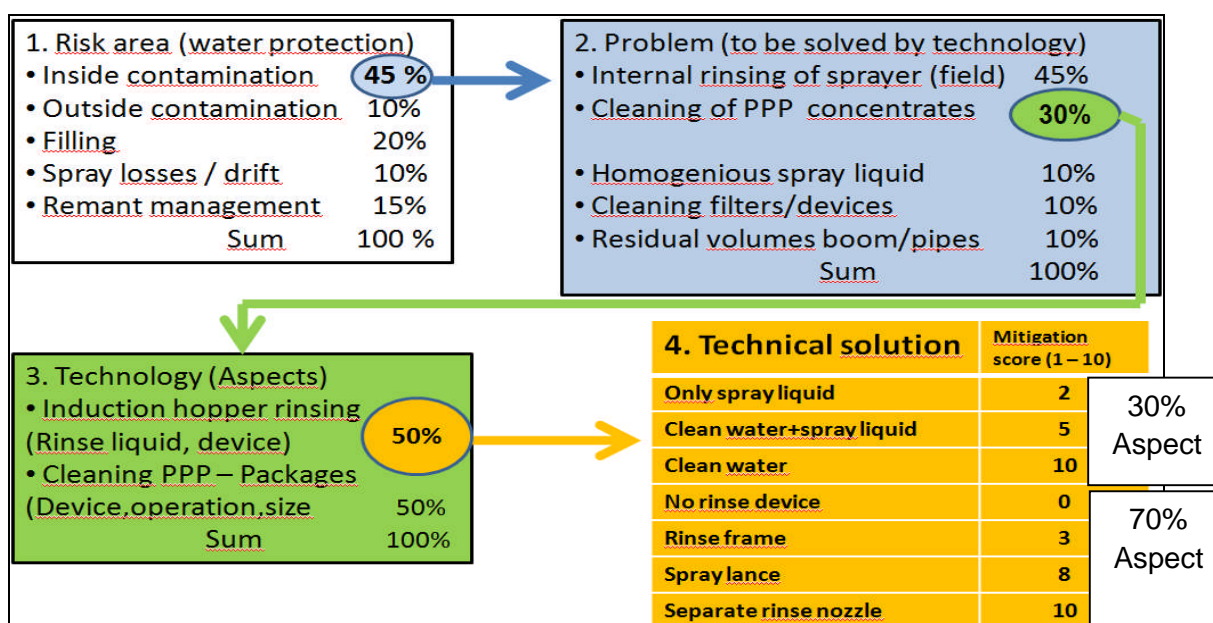 1. Risk area (water protection)
• Inside contamination 45 %
• Outside contamination 10%
• Filling 20%
• Spray losses / drift 10%
• Remant management 15%
Sum 100 %
2. Problem (to be solved by technology)
• Internal rinsing of sprayer (field) 45%
• Cleaning of PPP concentrates 30%
• Homogenious spray liquid 10%
• Cleaning filters/devices 10%
• Residual volumes boom/pipes 10%
Sum 100%
3. Technology (Aspects)
• Induction hopper rinsing
(Rinse liquid, device) 50%
• Cleaning PPP – Packages
(Device,operation,size 50%
Sum 100%
4. Technical solution Mitigation
score (1 – 10)
Only spray liquid 2
Clean water+spray liquid 5
Clean water 10
No rinse device 0
Rinse frame 3
Spray lance 8
Separate rinse nozzle 10
30%
Aspect
70%
Aspect